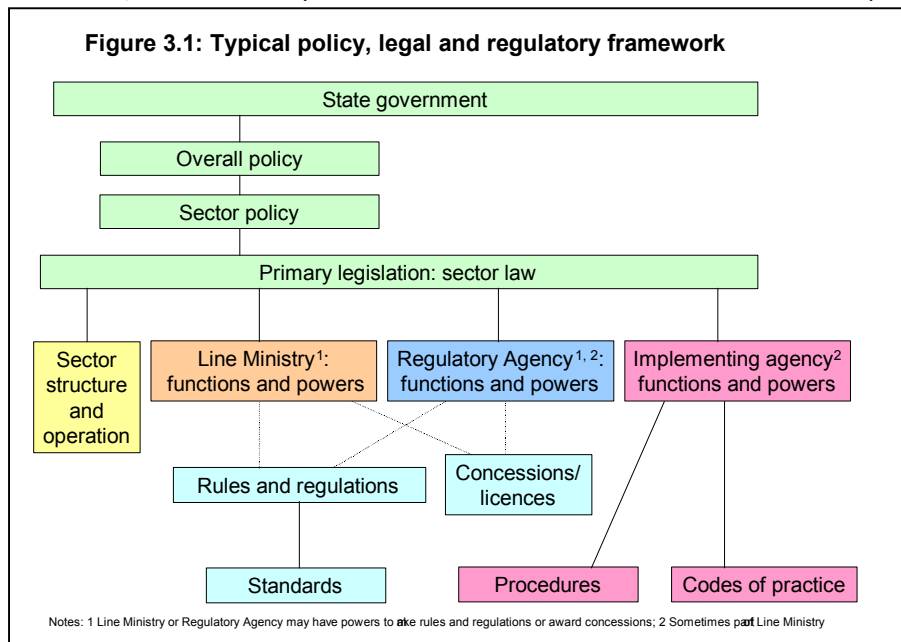 Figure 3.1: Typical policy, legal and regulatory framework
State government
Overall policy
Sector policy
Primary legislation: sector law
Sector
structure
and
operation
Line Ministry¹:
functions and powers
Regulatory Agency¹, ²:
functions and powers
Implementing agency²
functions and powers
Rules and regulations
Concessions/
licences
Standards
Procedures
Codes of practice
Notes: 1 Line Ministry or Regulatory Agency may have powers to make rules and regulations or award concessions; 2 Sometimes part of Line Ministry